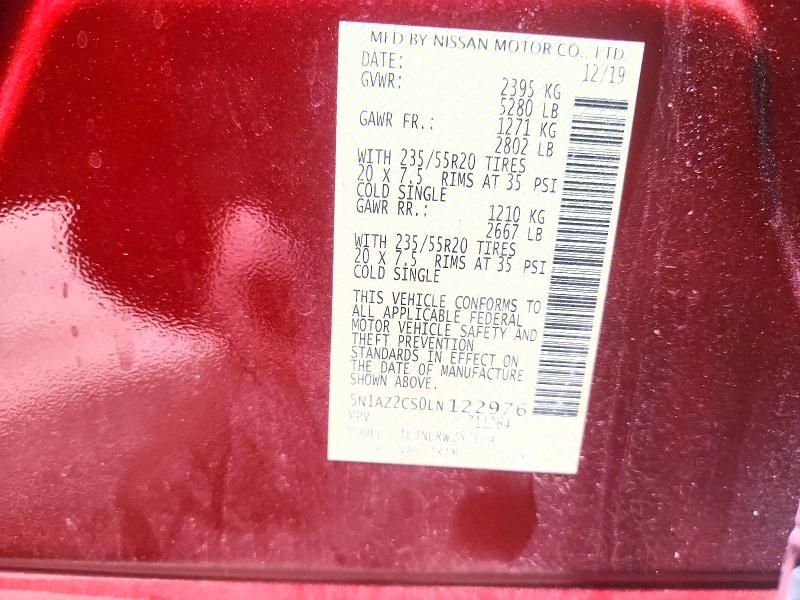 MFD BY NISSAN MOTOR CO., LTD.
DATE: 12/19
GVWR: 2395 KG
5280 LB
GAWR FR.: 1271 KG
2802 LB
WITH 235/55R20 TIRES
20 X 7.5 RIMS AT 35 PSI
COLD SINGLE
GAWR RR.: 1210 KG
2667 LB
WITH 235/55R20 TIRES
20 X 7.5 RIMS AT 35 PSI
COLD SINGLE
THIS VEHICLE CONFORMS TO
ALL APPLICABLE FEDERAL
MOTOR VEHICLE SAFETY AND
THEFT PREVENTION
STANDARDS IN EFFECT ON
THE DATE OF MANUFACTURE
SHOWN ABOVE.
5N1AZ2CS0LN122976
MPV 711264
MODEL